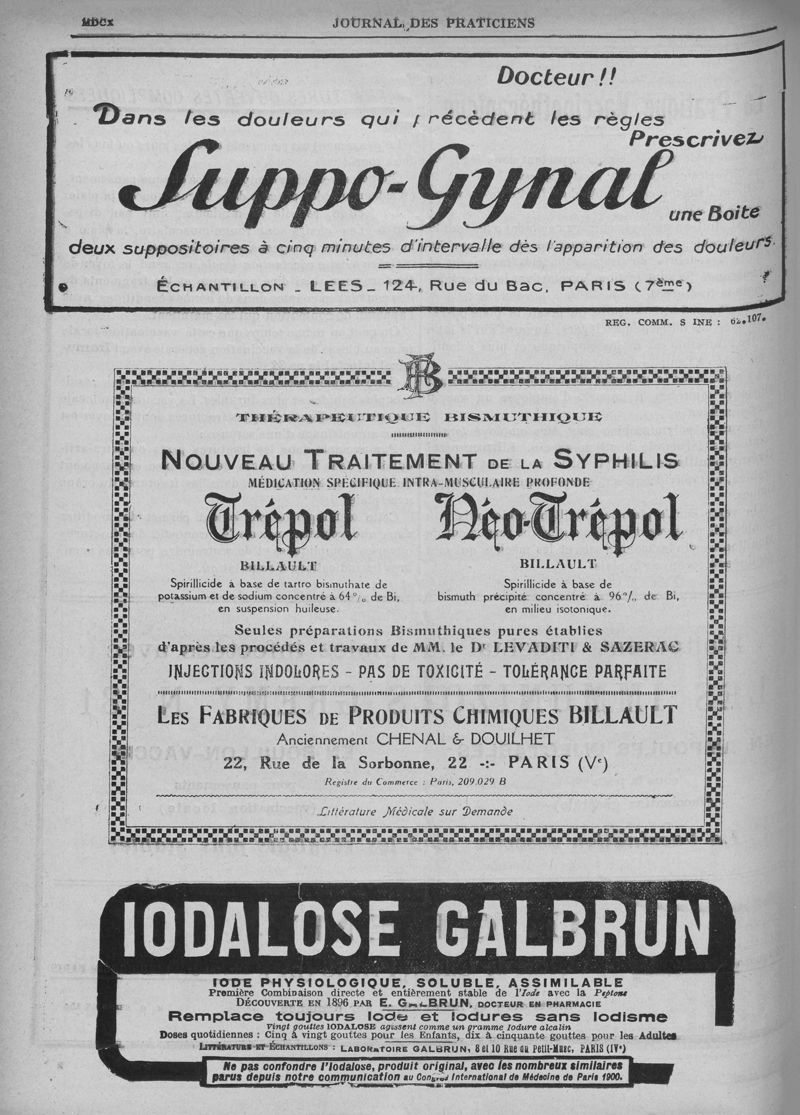 MDCX
JOURNAL DES PRATICIENS
Docteur!!
Dans les douleurs qui précèdent les règles
Prescrivez
Suppo-Gynal
une Boite
deux suppositoires à cinq minutes d'intervalle dès l'apparition des douleurs.
ÉCHANTILLON - LEES - 124, Rue du Bac, PARIS (7ème)
REG. COMM. S INE : 107.
THÉRAPEUTIQUE BISMUTHIQUE
NOUVEAU TRAITEMENT DE LA SYPHILIS
MÉDICATION SPÉCIFIQUE INTRA-MUSCULAIRE PROFONDE
Trépol Néo-Trépol
BILLAULT BILLAULT
Spirillicide à base de tartro bismuthate de
potassium et de sodium concentré à 64% de Bi,
en suspension huileuse.
Spirillicide à base de
bismuth précipité concentré à 96% de Bi,
en milieu isotonique.
Seules préparations Bismuthiques pures établies
d'après les procédés et travaux de MM. le Dr LEVADITI & SAZERAC
INJECTIONS INDOLORES - PAS DE TOXICITÉ - TOLÉRANCE PARFAITE
LES FABRIQUES DE PRODUITS CHIMIQUES BILLAULT
Anciennement CHENAL & DOUILHET
22, Rue de la Sorbonne, 22 -:- PARIS (Ve)
Registre du Commerce : Paris, 209.029 B
Littérature Médicale sur Demande
IODALOSE GALBRUN
IODE PHYSIOLOGIQUE, SOLUBLE, ASSIMILABLE
Première Combinaison directe et entièrement stable de l'Iode avec la Peptone
DÉCOUVERTE EN 1896 PAR E. GALBRUN, DOCTEUR EN PHARMACIE
Remplace toujours Iode et Iodures sans Iodisme
Vingt gouttes IODALOSE agissent comme un gramme Iodure alcalin
Doses quotidiennes : Cinq à vingt gouttes pour les Enfants, dix à cinquante gouttes pour les Adultes
LITTÉRATURE ET ÉCHANTILLONS : LABORATOIRE GALBRUN, 8 et 10 Rue du Petit-Musc, PARIS (IVe)
Ne pas confondre l'Iodalose, produit original, avec les nombreux similaires
parus depuis notre communication au Congrès International de Médecine de Paris 1900.